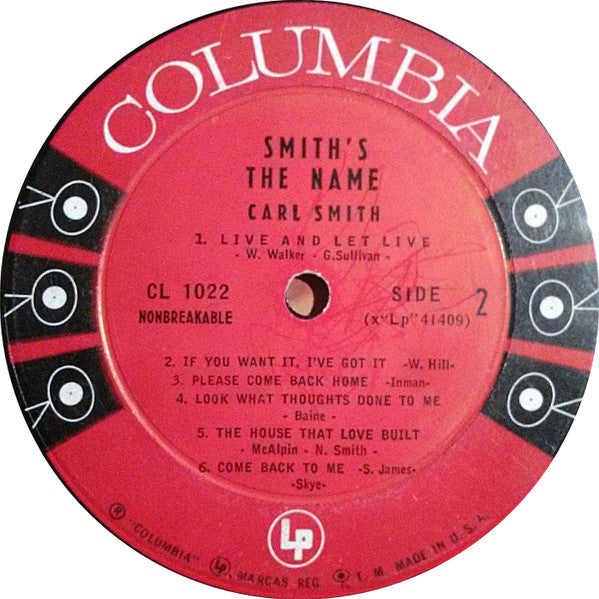 COLUMBIA
SMITH'S
THE NAME
CARL SMITH
1. LIVE AND LET LIVE
- W. Walker - G.Sullivan -
CL 1022
NONBREAKABLE
SIDE 2
(x"Lp"41409)
2. IF YOU WANT IT, I'VE GOT IT -W. Hill-
3. PLEASE COME BACK HOME -Inman-
4. LOOK WHAT THOUGHTS DONE TO ME
- Baine -
5. THE HOUSE THAT LOVE BUILT
- McAlpin - N. Smith -
6. COME BACK TO ME -S. James-
-Skye-
LP
® "COLUMBIA" LP, MARCAS REG. T. M. MADE IN U. S. A.